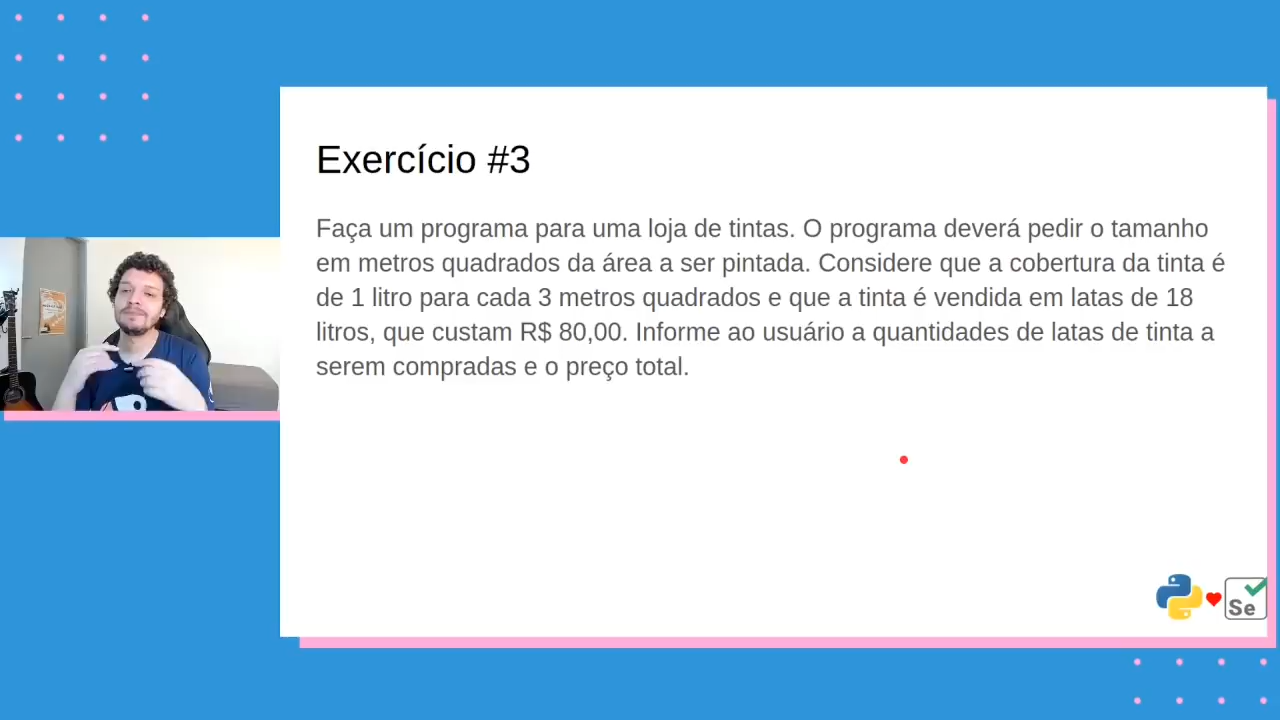 Exercício #3
Faça um programa para uma loja de tintas. O programa deverá pedir o tamanho
em metros quadrados da área a ser pintada. Considere que a cobertura da tinta é
de 1 litro para cada 3 metros quadrados e que a tinta é vendida em latas de 18
litros, que custam R$ 80,00. Informe ao usuário a quantidades de latas de tinta a
serem compradas e o preço total.
Se